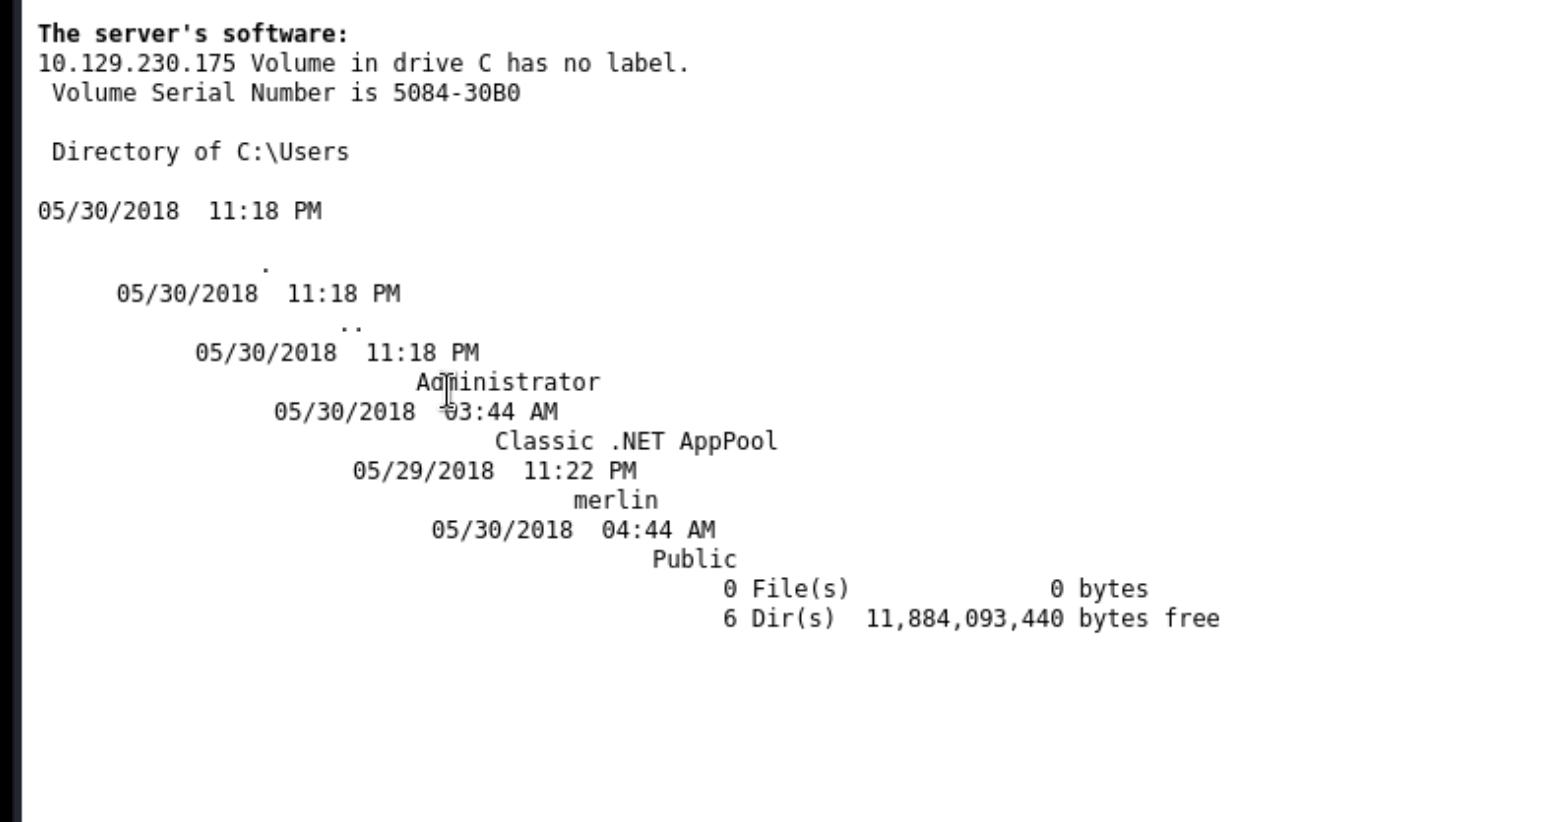 The server's software:
10.129.230.175 Volume in drive C has no label.
 Volume Serial Number is 5084-30B0
 Directory of C:\Users
05/30/2018  11:18 PM
.
05/30/2018  11:18 PM
..
05/30/2018  11:18 PM
Administrator
05/30/2018  03:44 AM
Classic .NET AppPool
05/29/2018  11:22 PM
merlin
05/30/2018  04:44 AM
Public
0 File(s)              0 bytes
6 Dir(s)  11,884,093,440 bytes free